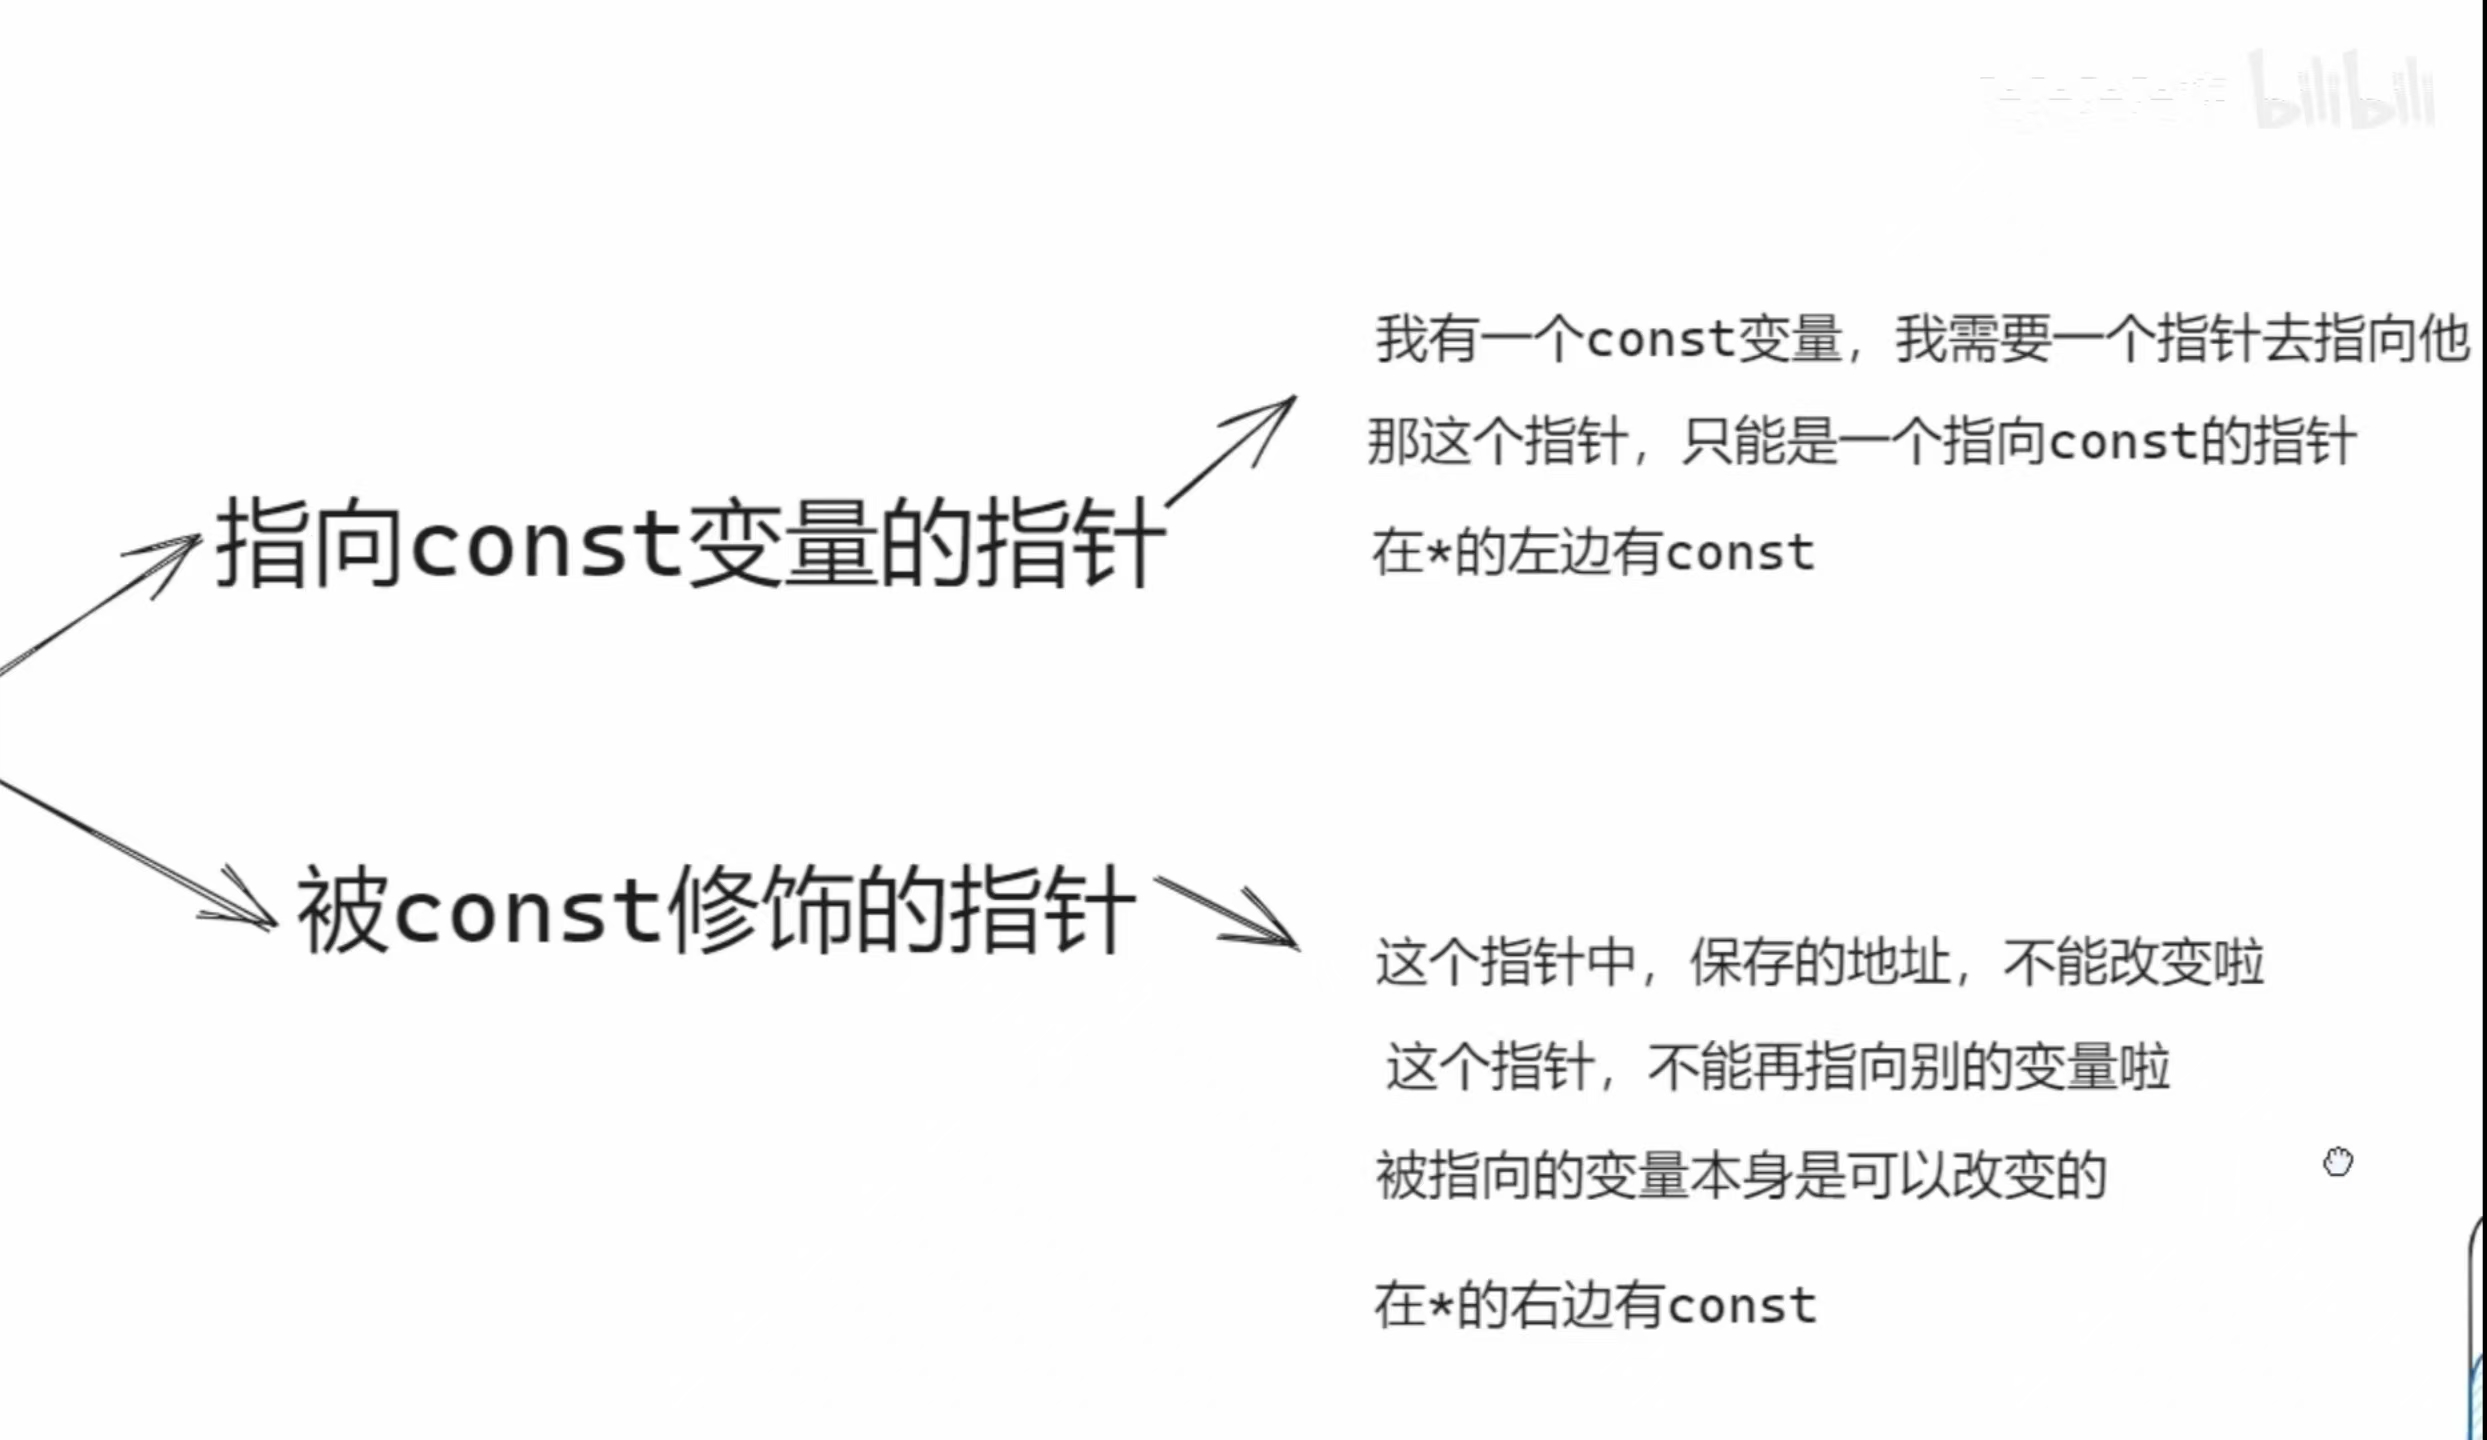 bilibili
我有一个const变量，我需要一个指针去指向他
那这个指针，只能是一个指向const的指针
指向const变量的指针
在*的左边有const
被const修饰的指针
这个指针中，保存的地址，不能改变啦
这个指针，不能再指向别的变量啦
被指向的变量本身是可以改变的
在*的右边有const